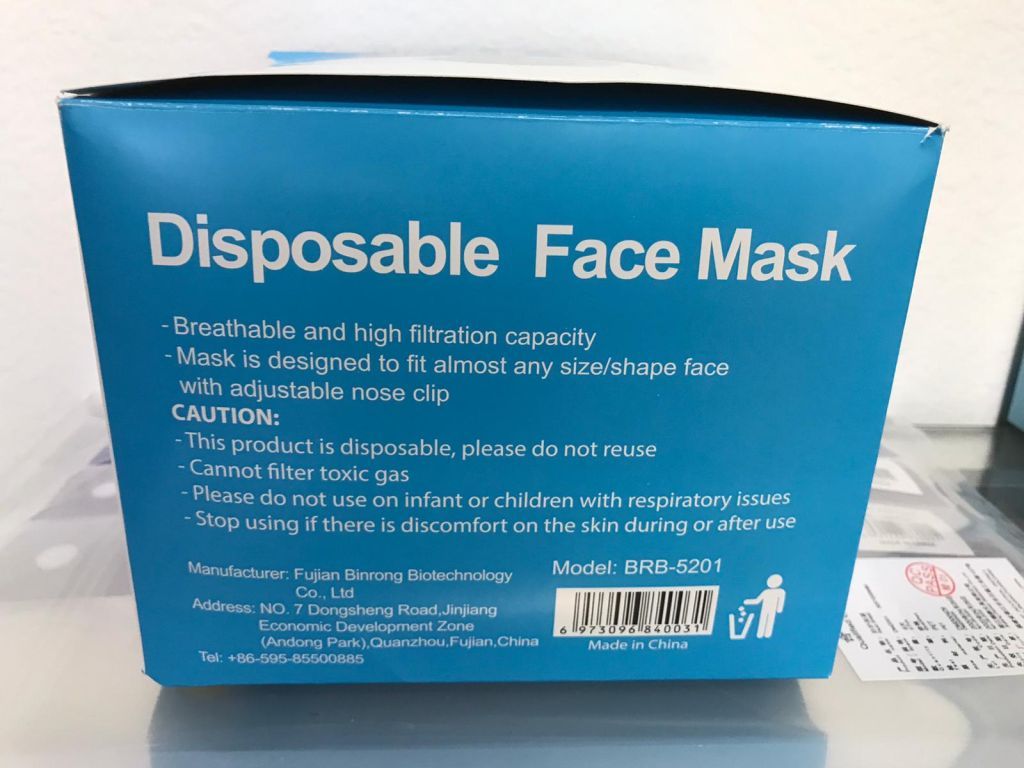 Disposable Face Mask
- Breathable and high filtration capacity
- Mask is designed to fit almost any size/shape face
with adjustable nose clip
CAUTION:
- This product is disposable, please do not reuse
- Cannot filter toxic gas
- Please do not use on infant or children with respiratory issues
- Stop using if there is discomfort on the skin during or after use
Manufacturer: Fujian Binrong Biotechnology
Co., Ltd
Address: NO. 7 Dongsheng Road,Jinjiang
Economic Development Zone
(Andong Park),Quanzhou,Fujian,China
Tel: +86-595-85500885
Model: BRB-5201
6 973096 840031
Made in China
QC
PASS